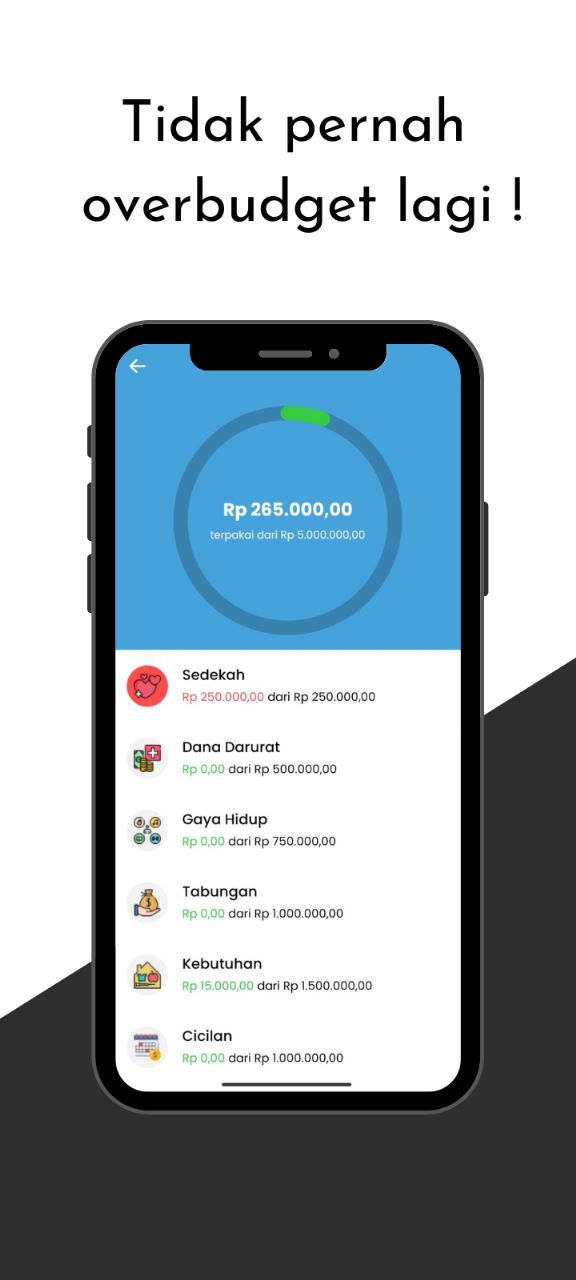 Tidak pernah
overbudget lagi !
Rp 265.000,00
terpakai dari Rp 5.000.000,00
Sedekah
Rp 250.000,00 dari Rp 250.000,00
Dana Darurat
Rp 0,00 dari Rp 500.000,00
Gaya Hidup
Rp 0,00 dari Rp 750.000,00
Tabungan
Rp 0,00 dari Rp 1.000.000,00
Kebutuhan
Rp 15.000,00 dari Rp 1.500.000,00
Cicilan
Rp 0,00 dari Rp 1.000.000,00